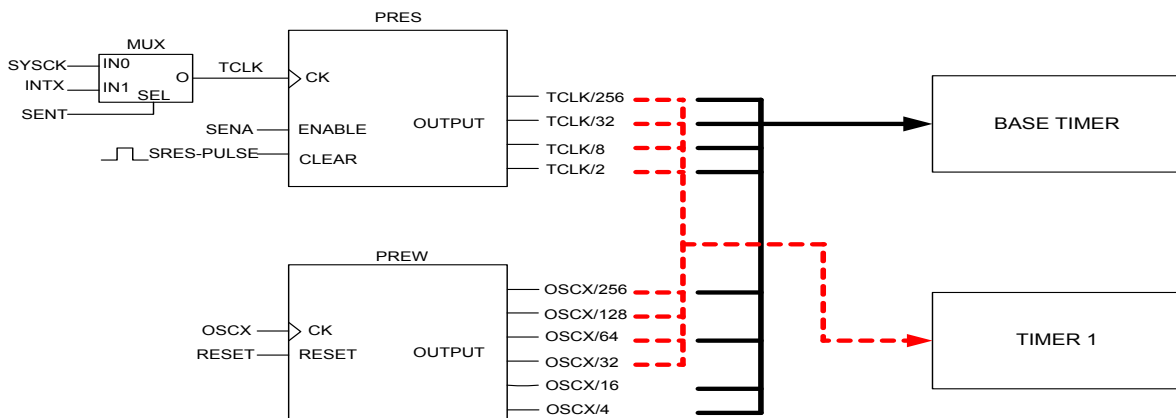 PRES
MUX
SYSCK
IN0
TCLK
O
CK
INTX
IN1
SEL
SENT
TCLK/256
TCLK/32
SENA
ENABLE
OUTPUT
BASE TIMER
SRES-PULSE
CLEAR
TCLK/8
TCLK/2
PREW
OSCX/256
OSCX/128
OSCX
CK
OSCX/64
TIMER 1
RESET
RESET
OUTPUT
OSCX/32
OSCX/16
OSCX/4